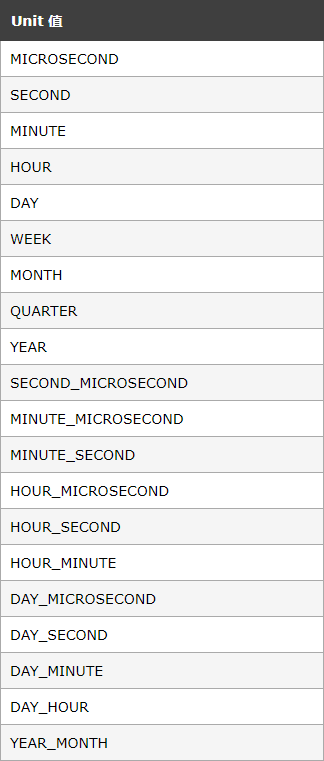 Unit 值
MICROSECOND
SECOND
MINUTE
HOUR
DAY
WEEK
MONTH
QUARTER
YEAR
SECOND_MICROSECOND
MINUTE_MICROSECOND
MINUTE_SECOND
HOUR_MICROSECOND
HOUR_SECOND
HOUR_MINUTE
DAY_MICROSECOND
DAY_SECOND
DAY_MINUTE
DAY_HOUR
YEAR_MONTH